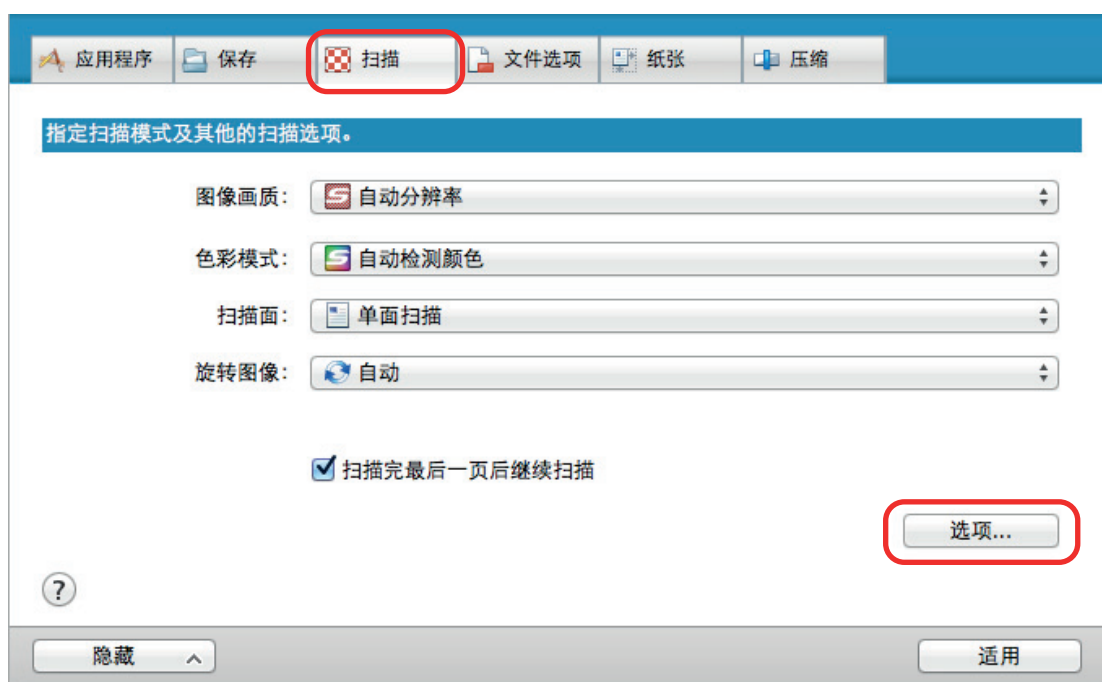 应用程序 保存 扫描 文件选项 纸张 压缩
指定扫描模式及其他的扫描选项。
图像画质: 自动分辨率
色彩模式: 自动检测颜色
扫描面: 单面扫描
旋转图像: 自动
扫描完最后一页后继续扫描
选项...
?
隐藏 适用